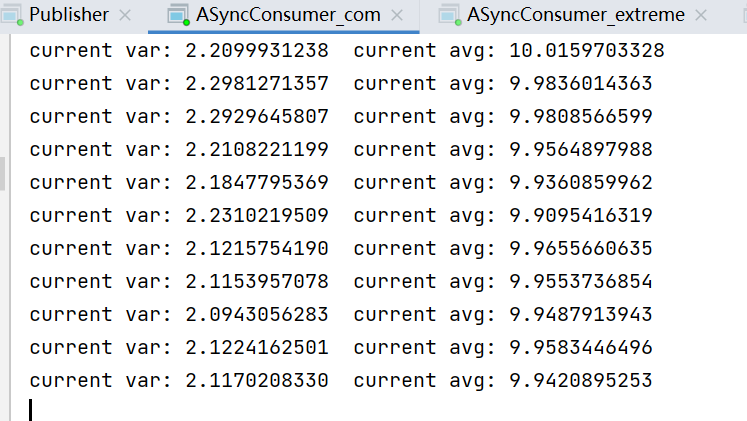 Publisher ASyncConsumer_com ASyncConsumer_extreme
current var: 2.2099931238 current avg: 10.0159703328
current var: 2.2981271357 current avg: 9.9836014363
current var: 2.2929645807 current avg: 9.9808566599
current var: 2.2108221199 current avg: 9.9564897988
current var: 2.1847795369 current avg: 9.9360859962
current var: 2.2310219509 current avg: 9.9095416319
current var: 2.1215754190 current avg: 9.9655660635
current var: 2.1153957078 current avg: 9.9553736854
current var: 2.0943056283 current avg: 9.9487913943
current var: 2.1224162501 current avg: 9.9583446496
current var: 2.1170208330 current avg: 9.9420895253